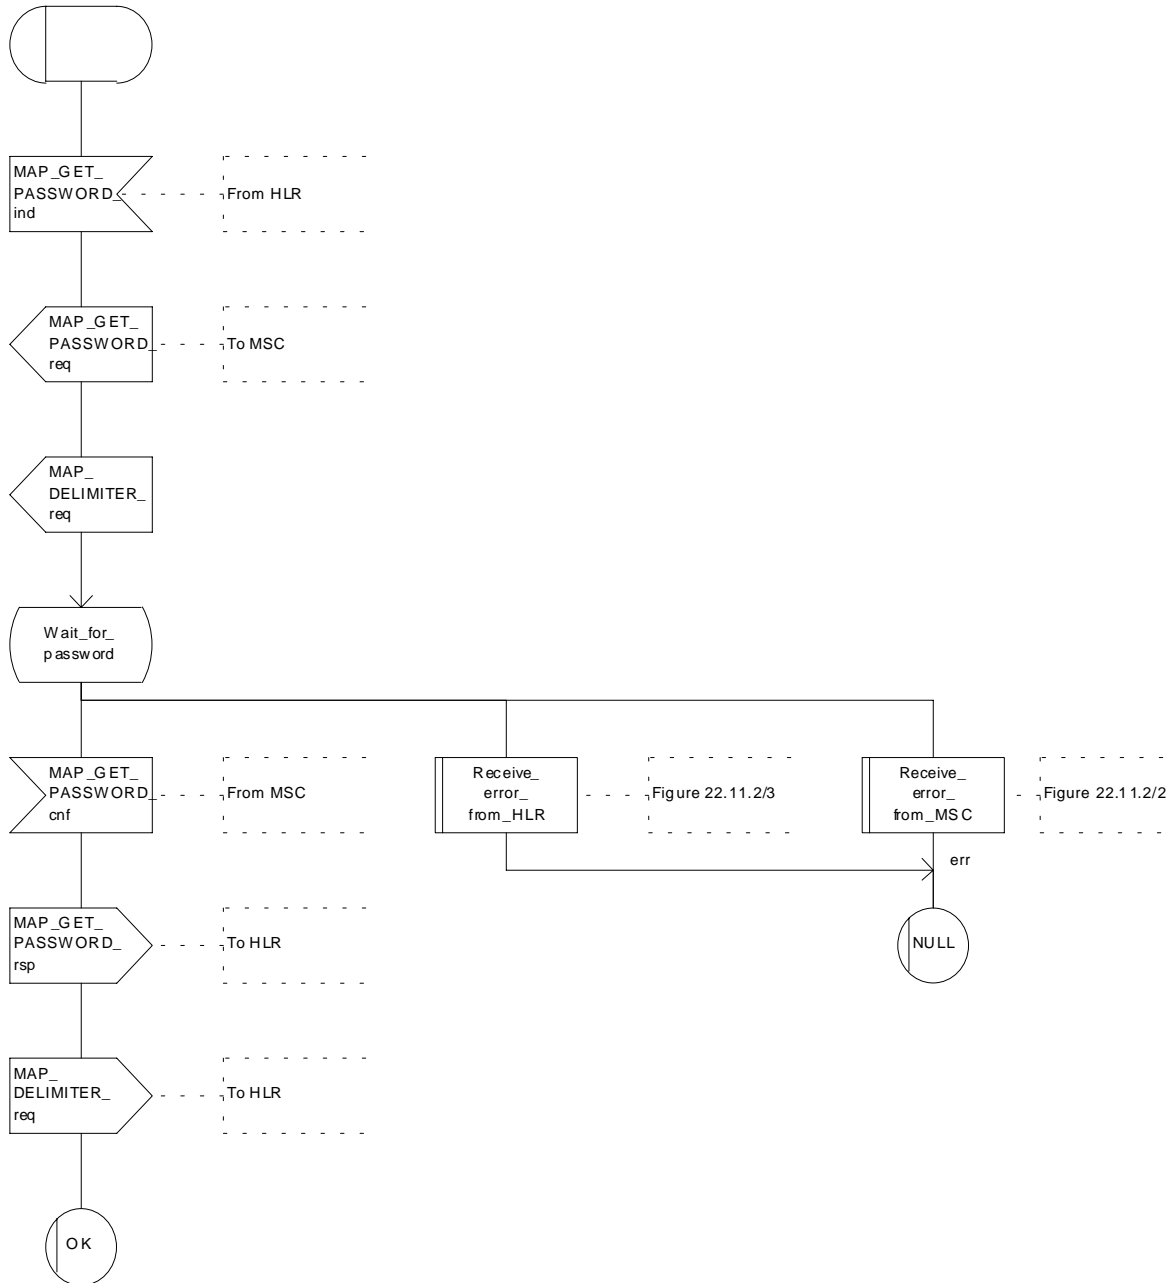 MAP_GET_
PASSWORD_
ind
From HLR
MAP_GET_
PASSWORD_
req
To MSC
MAP_
DELIMITER_
req
Wait_for_
password
MAP_GET_
PASSWORD_
cnf
From MSC
Receive_
error_
from_HLR
Figure 22.11.2/3
Receive_
error_
from_MSC
Figure 22.11.2/2
err
MAP_GET_
PASSWORD_
rsp
To HLR
NULL
MAP_
DELIMITER_
req
To HLR
OK